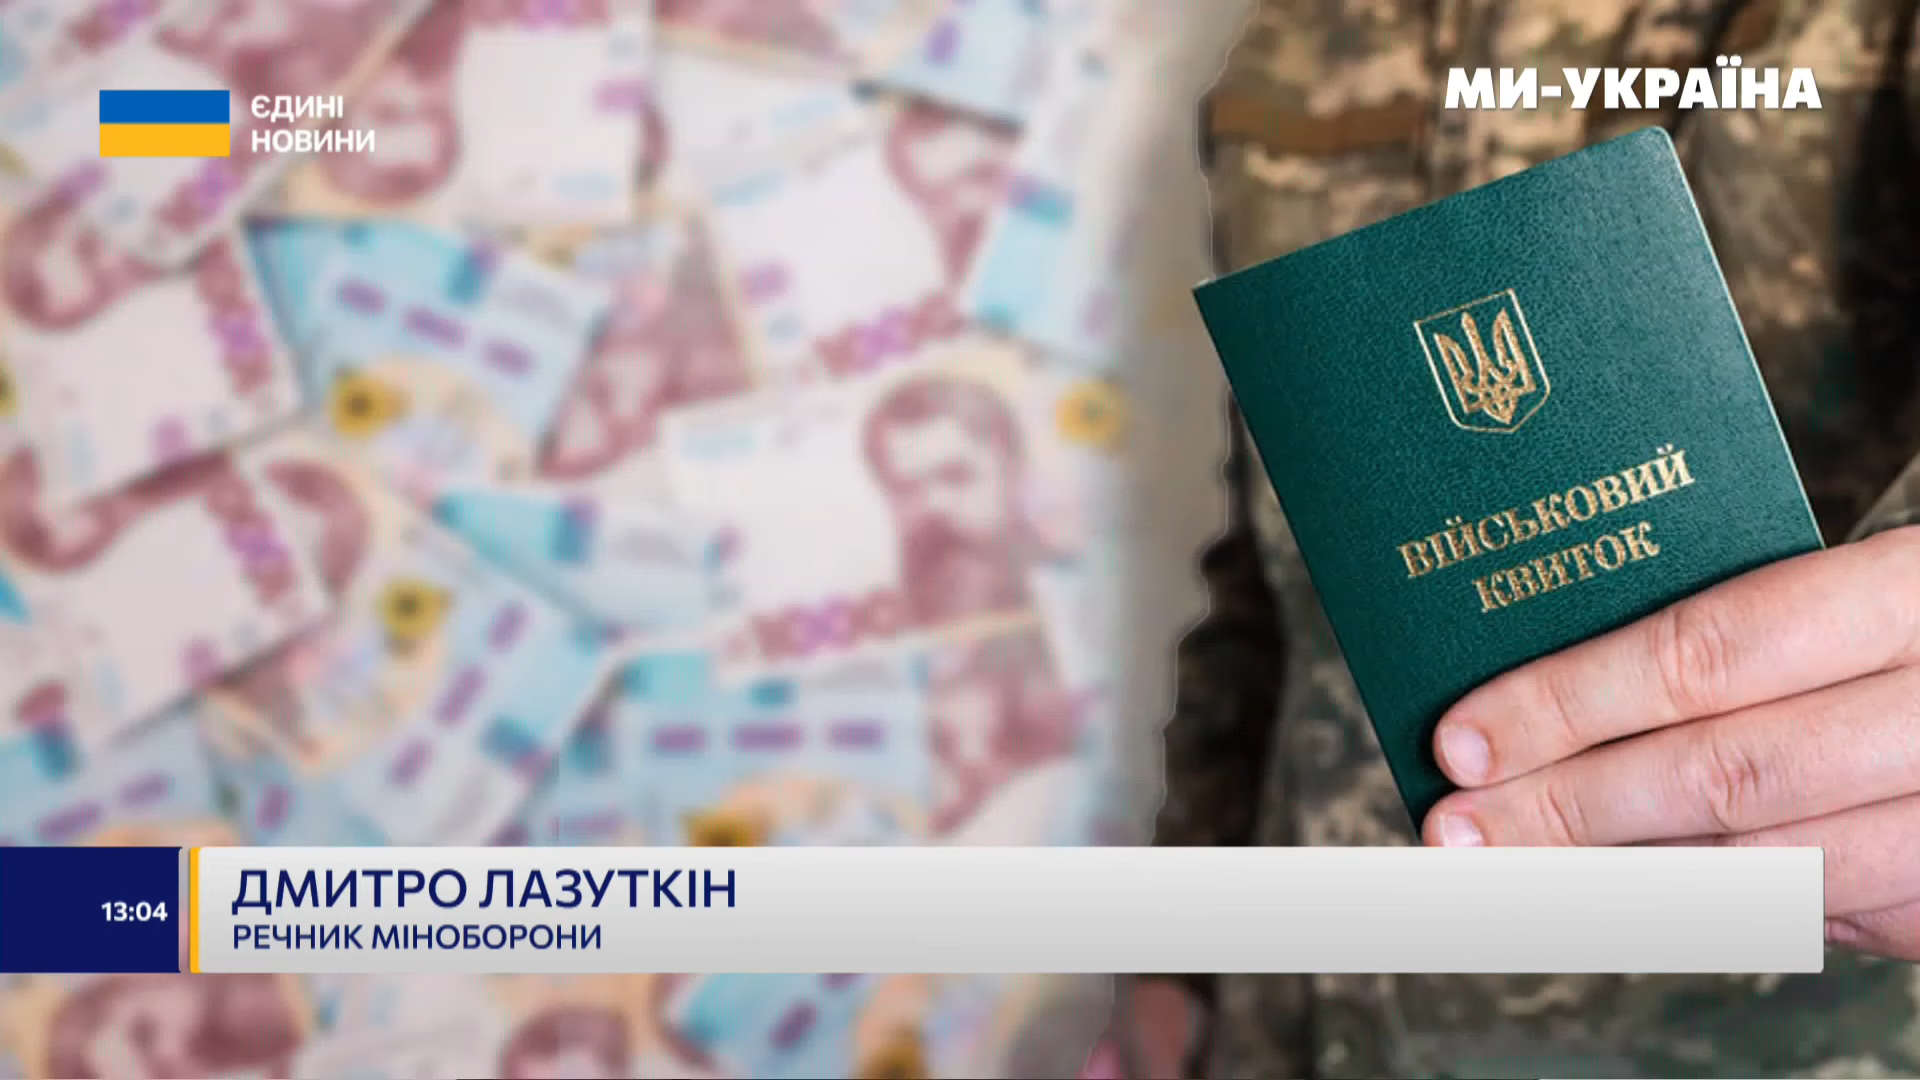 ЄДИНІ
НОВИНИ
МИ-УКРАЇНА
ВІЙСЬКОВИЙ
КВИТОК
13:04
ДМИТРО ЛАЗУТКІН
РЕЧНИК МІНОБОРОНИ